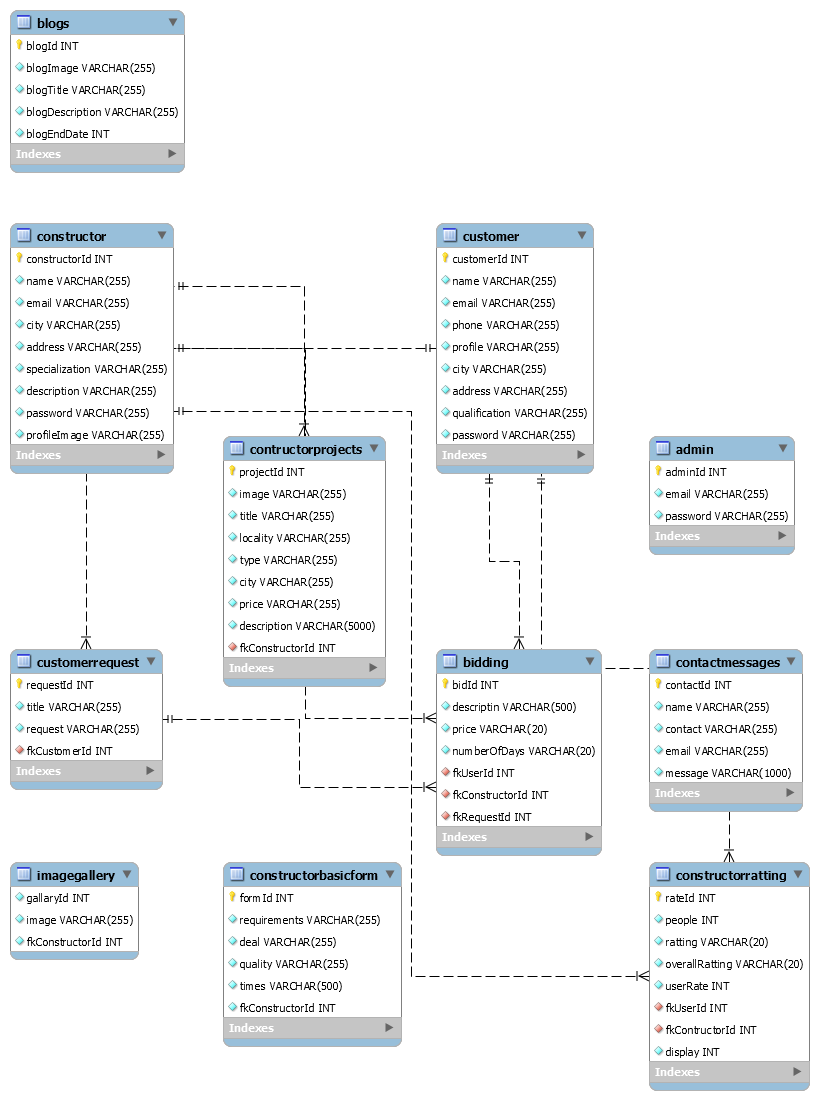 blogs
blogId INT
blogImage VARCHAR(255)
blogTitle VARCHAR(255)
blogDescription VARCHAR(255)
blogEndDate INT
Indexes
constructor
constructorId INT
name VARCHAR(255)
email VARCHAR(255)
city VARCHAR(255)
address VARCHAR(255)
specialization VARCHAR(255)
description VARCHAR(255)
password VARCHAR(255)
profileImage VARCHAR(255)
Indexes
customer
customerId INT
name VARCHAR(255)
email VARCHAR(255)
phone VARCHAR(255)
profile VARCHAR(255)
city VARCHAR(255)
address VARCHAR(255)
qualification VARCHAR(255)
password VARCHAR(255)
Indexes
contructorprojects
projectId INT
image VARCHAR(255)
title VARCHAR(255)
locality VARCHAR(255)
type VARCHAR(255)
city VARCHAR(255)
price VARCHAR(255)
description VARCHAR(5000)
fkConstructorId INT
Indexes
admin
adminId INT
email VARCHAR(255)
password VARCHAR(255)
Indexes
customerrequest
requestId INT
title VARCHAR(255)
request VARCHAR(255)
fkCustomerId INT
Indexes
bidding
bidId INT
descriptin VARCHAR(500)
price VARCHAR(20)
numberOfDays VARCHAR(20)
fkUserId INT
fkConstructorId INT
fkRequestId INT
Indexes
contactmessages
contactId INT
name VARCHAR(255)
contact VARCHAR(255)
email VARCHAR(255)
message VARCHAR(1000)
Indexes
imagegallery
gallaryId INT
image VARCHAR(255)
fkConstructorId INT
constructorbasicform
formId INT
requirements VARCHAR(255)
deal VARCHAR(255)
quality VARCHAR(255)
times VARCHAR(500)
fkConstructorId INT
Indexes
constructorratting
rateId INT
people INT
ratting VARCHAR(20)
overallRatting VARCHAR(20)
userRate INT
fkUserId INT
fkContructorId INT
display INT
Indexes